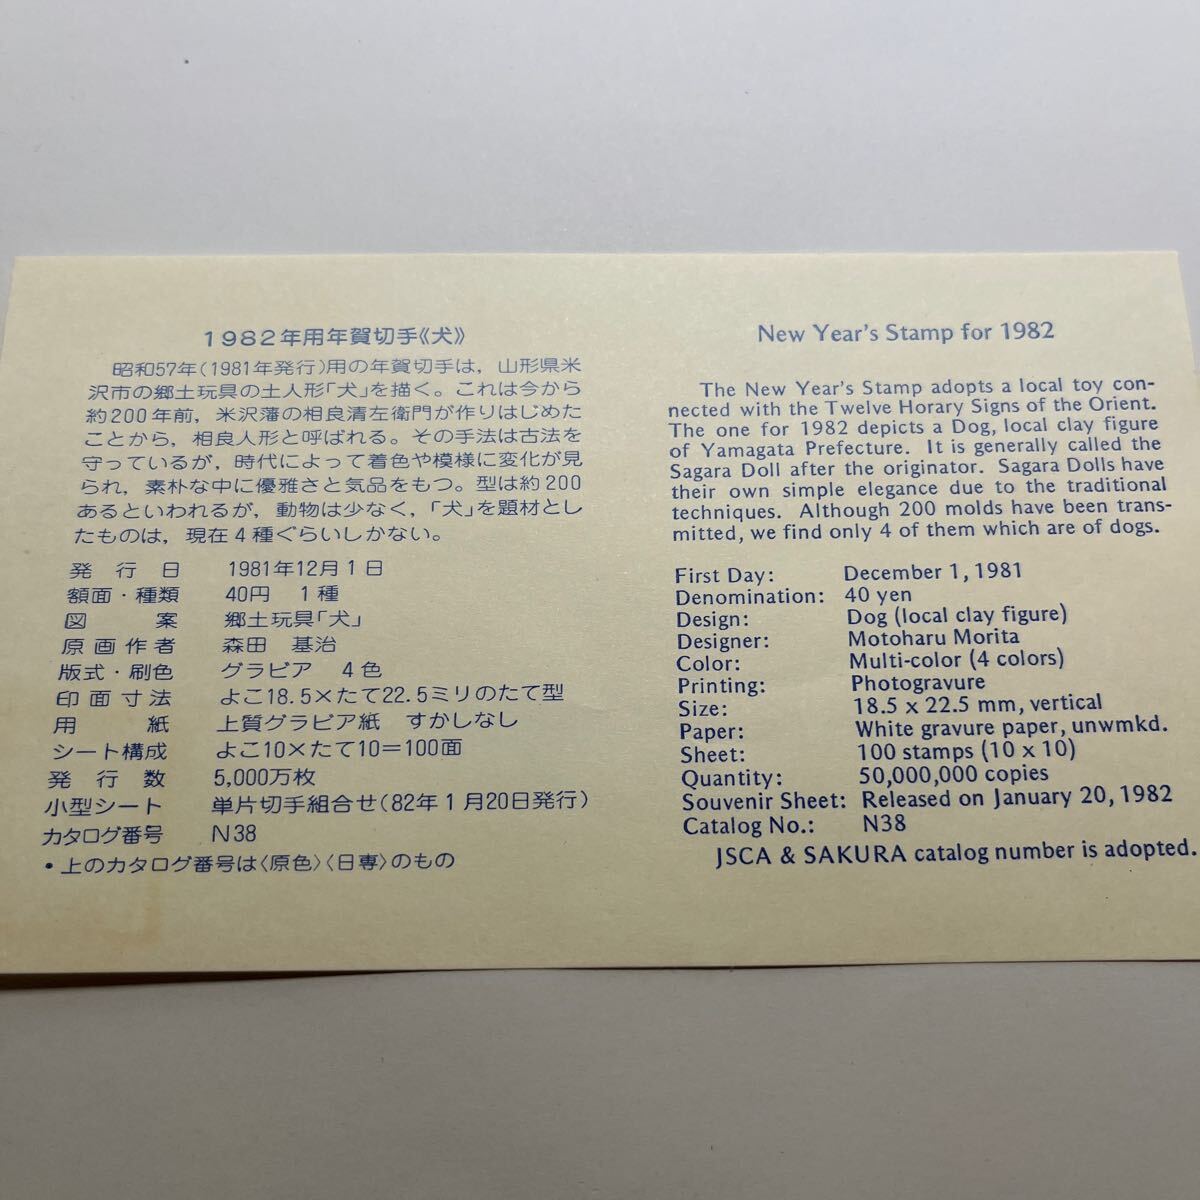 1982年用年賀切手《犬》
昭和57年(1981年発行)用の年賀切手は，山形県米
沢市の郷土玩具の土人形「犬」を描く。これは今から
約200年前，米沢藩の相良清左衛門が作りはじめた
ことから，相良人形と呼ばれる。その手法は古法を
守っているが，時代によって着色や模様に変化が見
られ，素朴な中に優雅さと気品をもつ。型は約200
あるといわれるが，動物は少なく，「犬」を題材とし
たものは，現在4種ぐらいしかない。
発行日 1981年12月1日
額面・種類 40円 1種
図案 郷土玩具「犬」
原画作者 森田 基治
版式・刷色 グラビア 4色
印面寸法 よこ18.5×たて22.5ミリのたて型
用紙 上質グラビア紙 すかしなし
シート構成 よこ10×たて10＝100面
発行数 5,000万枚
小型シート 単片切手組合せ(82年1月20日発行)
カタログ番号 N38
・上のカタログ番号は〈原色〉〈日専〉のもの
New Year's Stamp for 1982
The New Year's Stamp adopts a local toy con-
nected with the Twelve Horary Signs of the Orient.
The one for 1982 depicts a Dog, local clay figure
of Yamagata Prefecture. It is generally called the
Sagara Doll after the originator. Sagara Dolls have
their own simple elegance due to the traditional
techniques. Although 200 molds have been trans-
mitted, we find only 4 of them which are of dogs.
First Day: December 1, 1981
Denomination: 40 yen
Design: Dog (local clay figure)
Designer: Motoharu Morita
Color: Multi-color (4 colors)
Printing: Photogravure
Size: 18.5 x 22.5 mm, vertical
Paper: White gravure paper, unwmkd.
Sheet: 100 stamps (10 x 10)
Quantity: 50,000,000 copies
Souvenir Sheet: Released on January 20, 1982
Catalog No.: N38
JSCA & SAKURA catalog number is adopted.